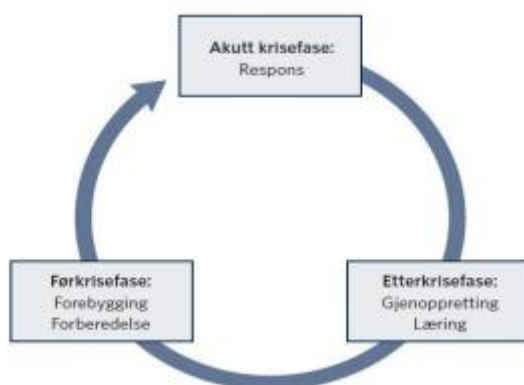 Akutt krisefase:
Respons
Førkrisefase:
Forebygging
Forberedelse
Etterkrisefase:
Gjenoppretting
Læring